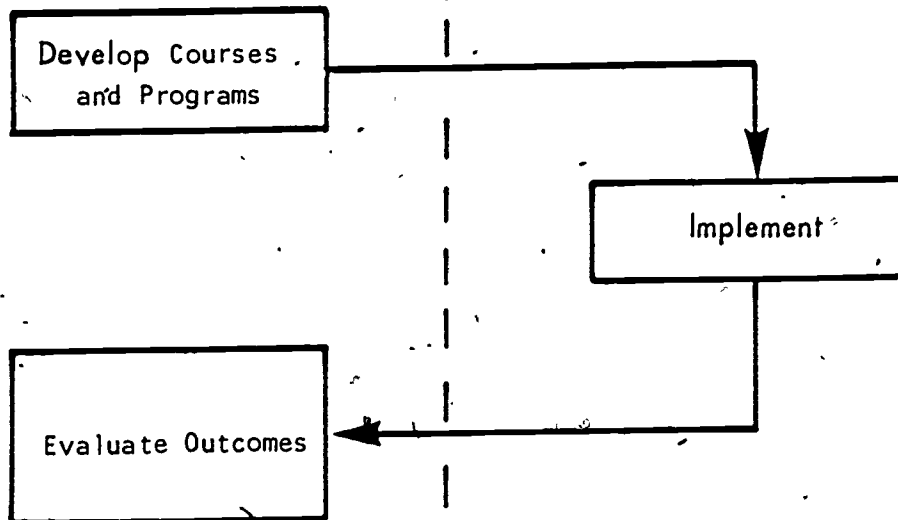 Develop Courses
and Programs
Implement
Evaluate Outcomes